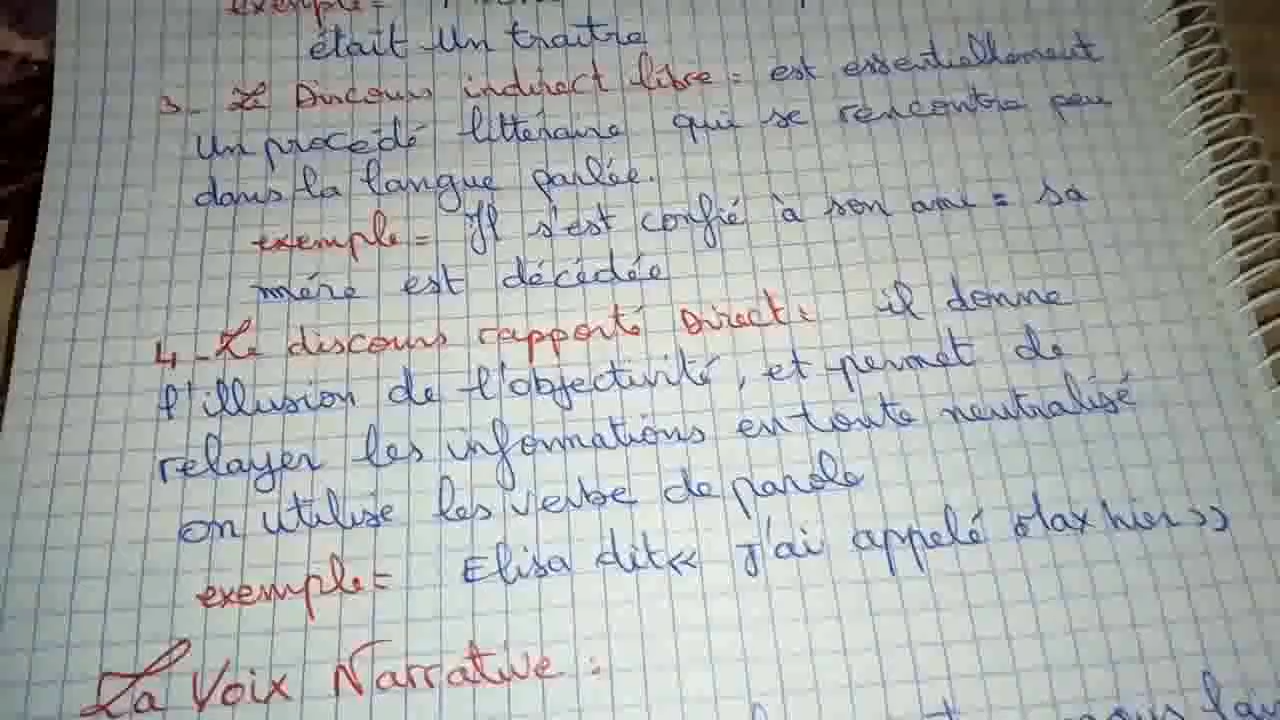 exemple =
était un traitre
3 - Le Discours indirect libre = est essentiellement
un procédé littéraire qui se rencontre peu
dans la langue parlée.
exemple = Il s'est confié à son ami = sa
mére est décédée
4 - Le discours rapporté Direct : il donne
l'illusion de l'objectivité, et permet de
relayer les informations en toute neutralisé
on utilise les verbe de parole
exemple = Elisa dit « j'ai appelé Max hier »
La Voix Narrative :